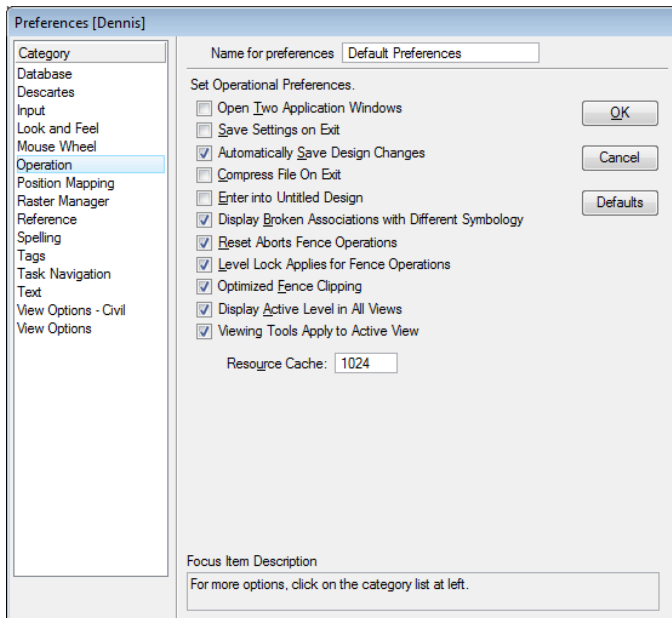 Preferences [Dennis]
Category
Database
Descartes
Input
Look and Feel
Mouse Wheel
Operation
Position Mapping
Raster Manager
Reference
Spelling
Tags
Task Navigation
Text
View Options - Civil
View Options
Name for preferences Default Preferences
Set Operational Preferences.
Open Two Application Windows
Save Settings on Exit
Automatically Save Design Changes
Compress File On Exit
Enter into Untitled Design
Display Broken Associations with Different Symbology
Reset Aborts Fence Operations
Level Lock Applies for Fence Operations
Optimized Fence Clipping
Display Active Level in All Views
Viewing Tools Apply to Active View
Resource Cache: 1024
OK
Cancel
Defaults
Focus Item Description
For more options, click on the category list at left.